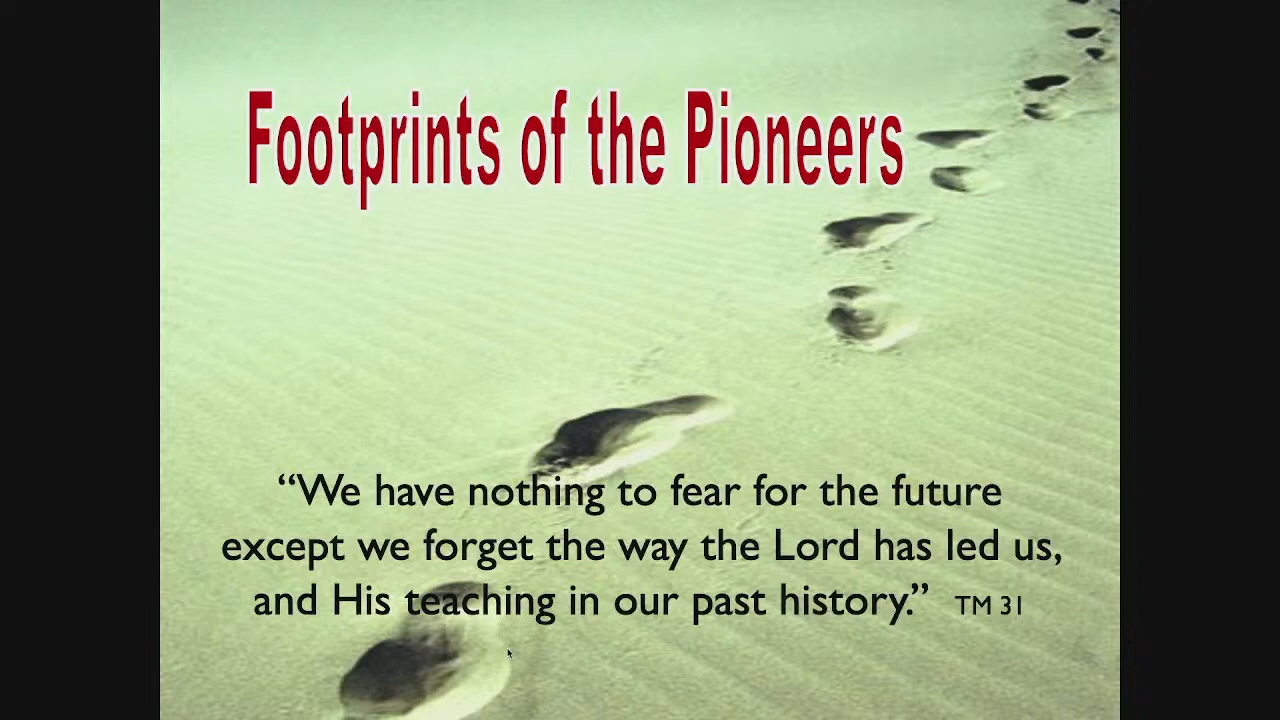 Footprints of the Pioneers
“We have nothing to fear for the future
except we forget the way the Lord has led us,
and His teaching in our past history.” TM 31